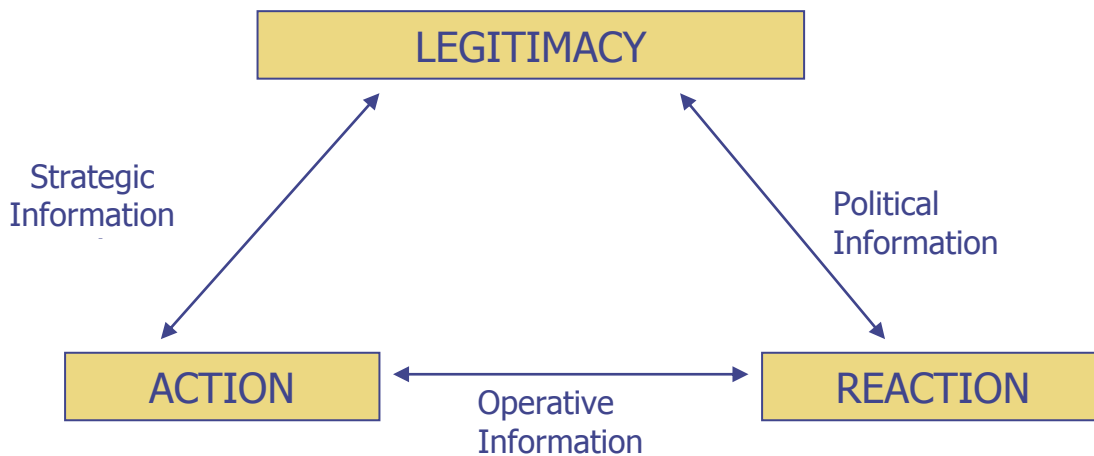 LEGITIMACY
Strategic
Information
Political
Information
ACTION
Operative
Information
REACTION